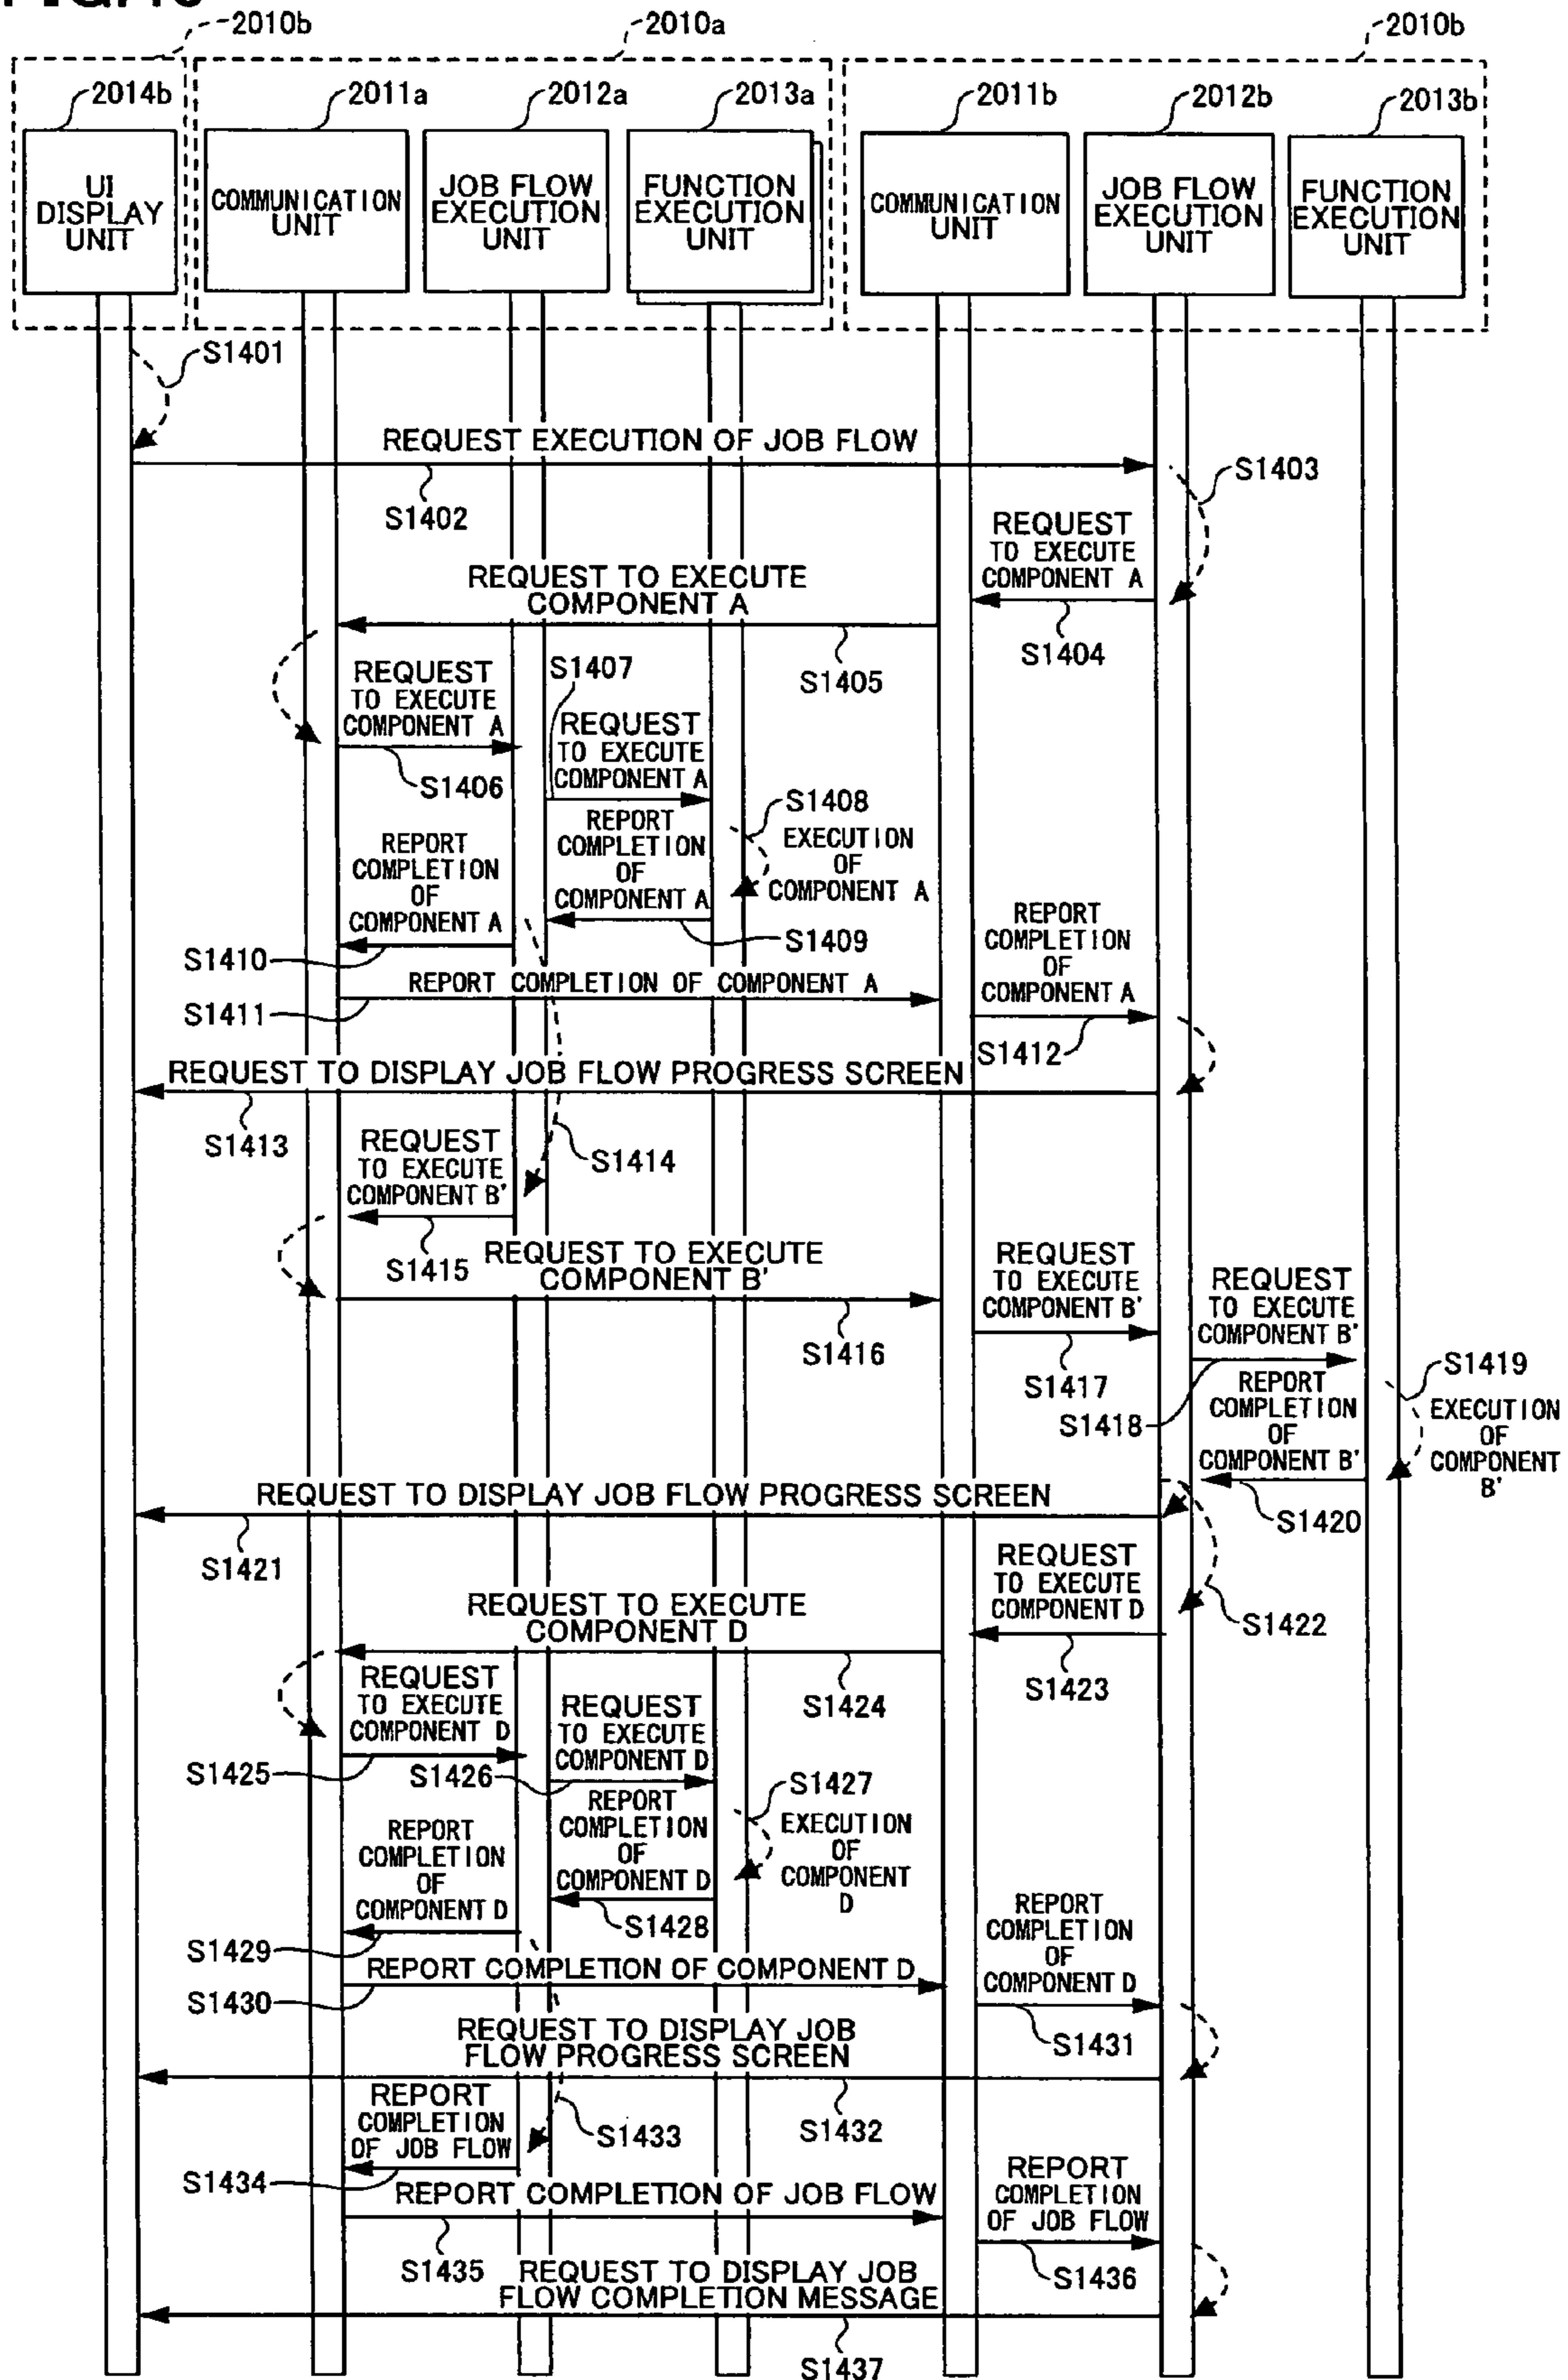 2010b
2010a
2010b
2014b
2011a
2012a
2013a
2011b
2012b
2013b
UI
DISPLAY
UNIT
COMMUNICATION
UNIT
JOB FLOW
EXECUTION
UNIT
FUNCTION
EXECUTION
UNIT
COMMUNICATION
UNIT
JOB FLOW
EXECUTION
UNIT
FUNCTION
EXECUTION
UNIT
S1401
REQUEST EXECUTION OF JOB FLOW
S1402
S1403
REQUEST
TO EXECUTE
COMPONENT A
S1404
REQUEST TO EXECUTE
COMPONENT A
S1405
REQUEST
TO EXECUTE
COMPONENT A
S1406
S1407
REQUEST
TO EXECUTE
COMPONENT A
S1408
EXECUTION
OF
COMPONENT A
REPORT
COMPLETION
OF
COMPONENT A
S1409
REPORT
COMPLETION
OF
COMPONENT A
S1410
REPORT COMPLETION OF COMPONENT A
S1411
REPORT
COMPLETION
OF
COMPONENT A
S1412
REQUEST TO DISPLAY JOB FLOW PROGRESS SCREEN
S1413
S1414
REQUEST
TO EXECUTE
COMPONENT B'
S1415
REQUEST TO EXECUTE
COMPONENT B'
S1416
REQUEST
TO EXECUTE
COMPONENT B'
S1417
REQUEST
TO EXECUTE
COMPONENT B'
S1418
S1419
EXECUTION
OF
COMPONENT
B'
REPORT
COMPLETION
OF
COMPONENT B'
S1420
REQUEST TO DISPLAY JOB FLOW PROGRESS SCREEN
S1421
S1422
REQUEST
TO EXECUTE
COMPONENT D
S1423
REQUEST TO EXECUTE
COMPONENT D
S1424
REQUEST
TO EXECUTE
COMPONENT D
S1425
REQUEST
TO EXECUTE
COMPONENT D
S1426
S1427
EXECUTION
OF
COMPONENT
D
REPORT
COMPLETION
OF
COMPONENT D
S1428
REPORT
COMPLETION
OF
COMPONENT D
S1429
REPORT COMPLETION OF COMPONENT D
S1430
REPORT
COMPLETION
OF
COMPONENT D
S1431
REQUEST TO DISPLAY JOB
FLOW PROGRESS SCREEN
S1432
S1433
REPORT
COMPLETION
OF JOB FLOW
S1434
REPORT COMPLETION OF JOB FLOW
S1435
REPORT
COMPLETION
OF JOB FLOW
S1436
REQUEST TO DISPLAY JOB
FLOW COMPLETION MESSAGE
S1437